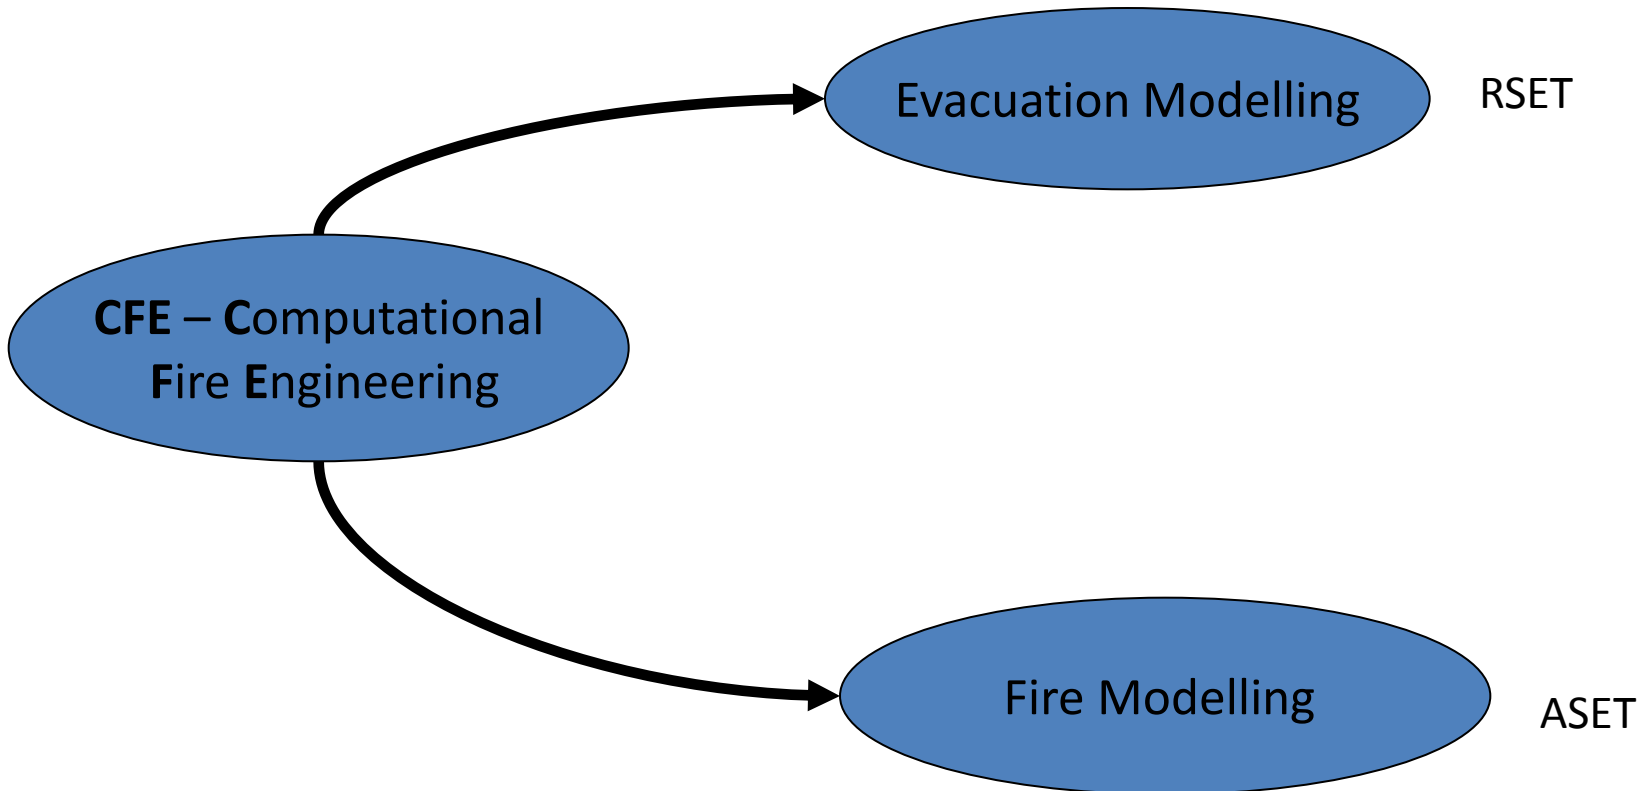 Evacuation Modelling
RSET
CFE – Computational
Fire Engineering
Fire Modelling
ASET